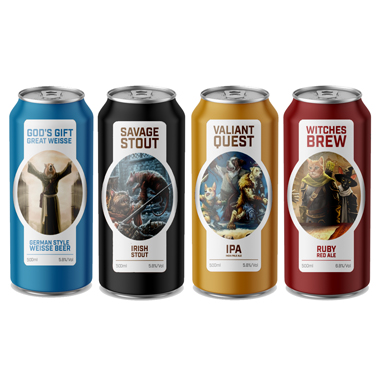 GOD'S GIFT
GREAT WEISSE
GERMAN STYLE
WEISSE BEER
SAVAGE
STOUT
IRISH
STOUT
VALIANT
QUEST
IPA
WITCHES
BREW
RUBY
RED ALE